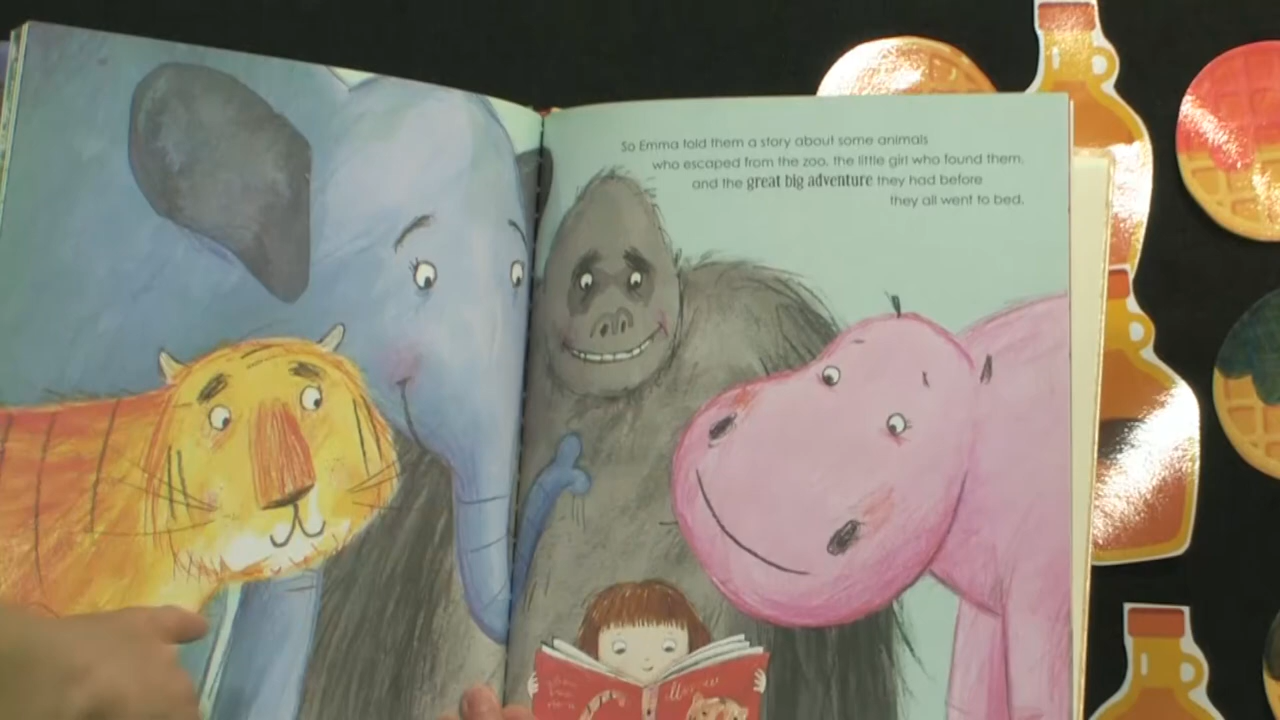 So Emma told them a story about some animals
who escaped from the zoo, the little girl who found them,
and the great big adventure they had before
they all went to bed.